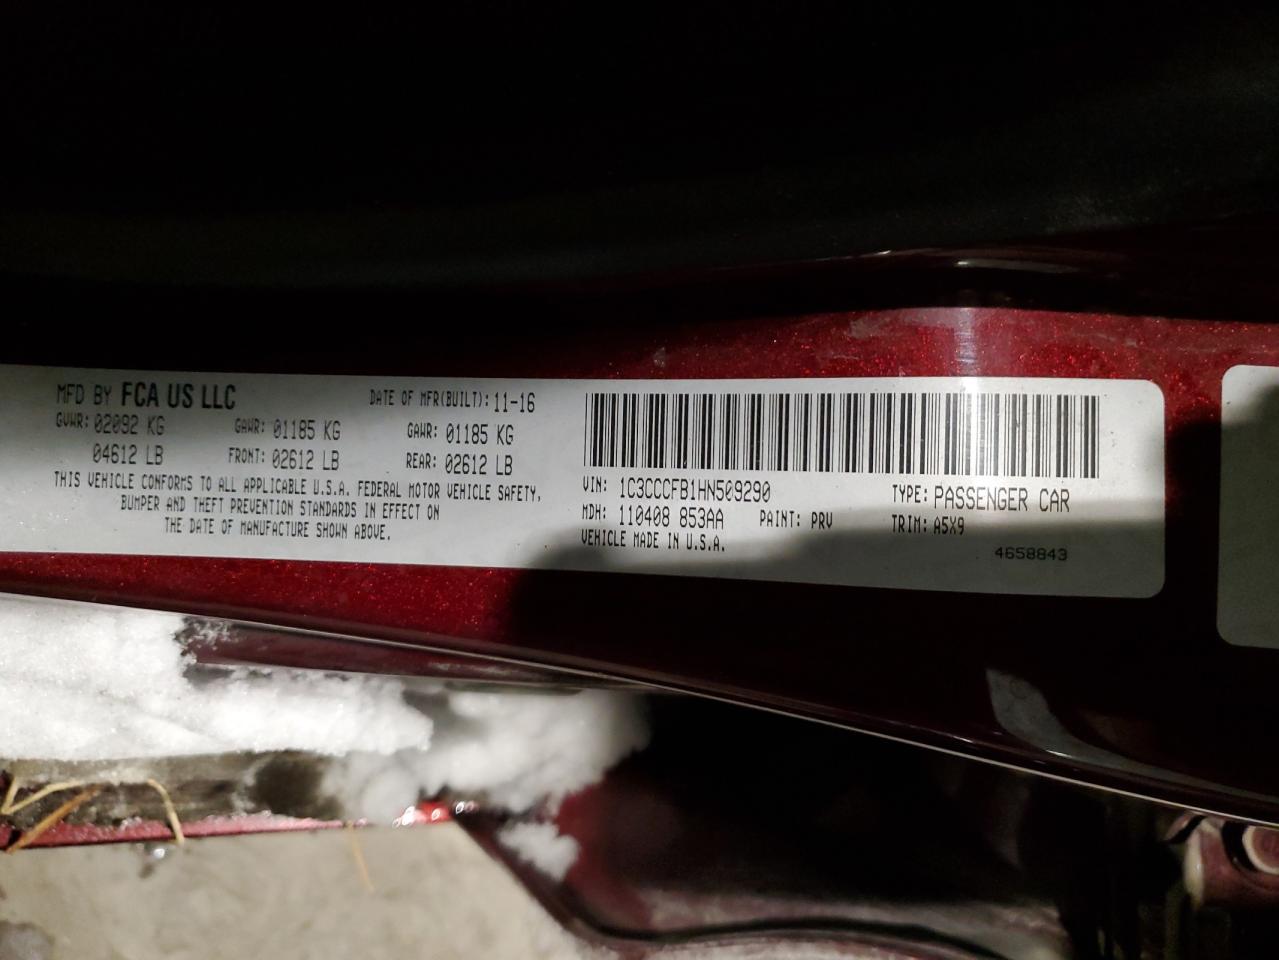 MFD BY FCA US LLC DATE OF MFR(BUILT): 11-16
GVWR: 02092 KG GAWR: 01185 KG GAWR: 01185 KG
04612 LB FRONT: 02612 LB REAR: 02612 LB
THIS VEHICLE CONFORMS TO ALL APPLICABLE U.S.A. FEDERAL MOTOR VEHICLE SAFETY,
BUMPER AND THEFT PREVENTION STANDARDS IN EFFECT ON
THE DATE OF MANUFACTURE SHOWN ABOVE.
VIN: 1C3CCCFB1HN509290 TYPE: PASSENGER CAR
MDH: 110408 853AA PAINT: PRV TRIM: A5X9
VEHICLE MADE IN U.S.A.
4658843